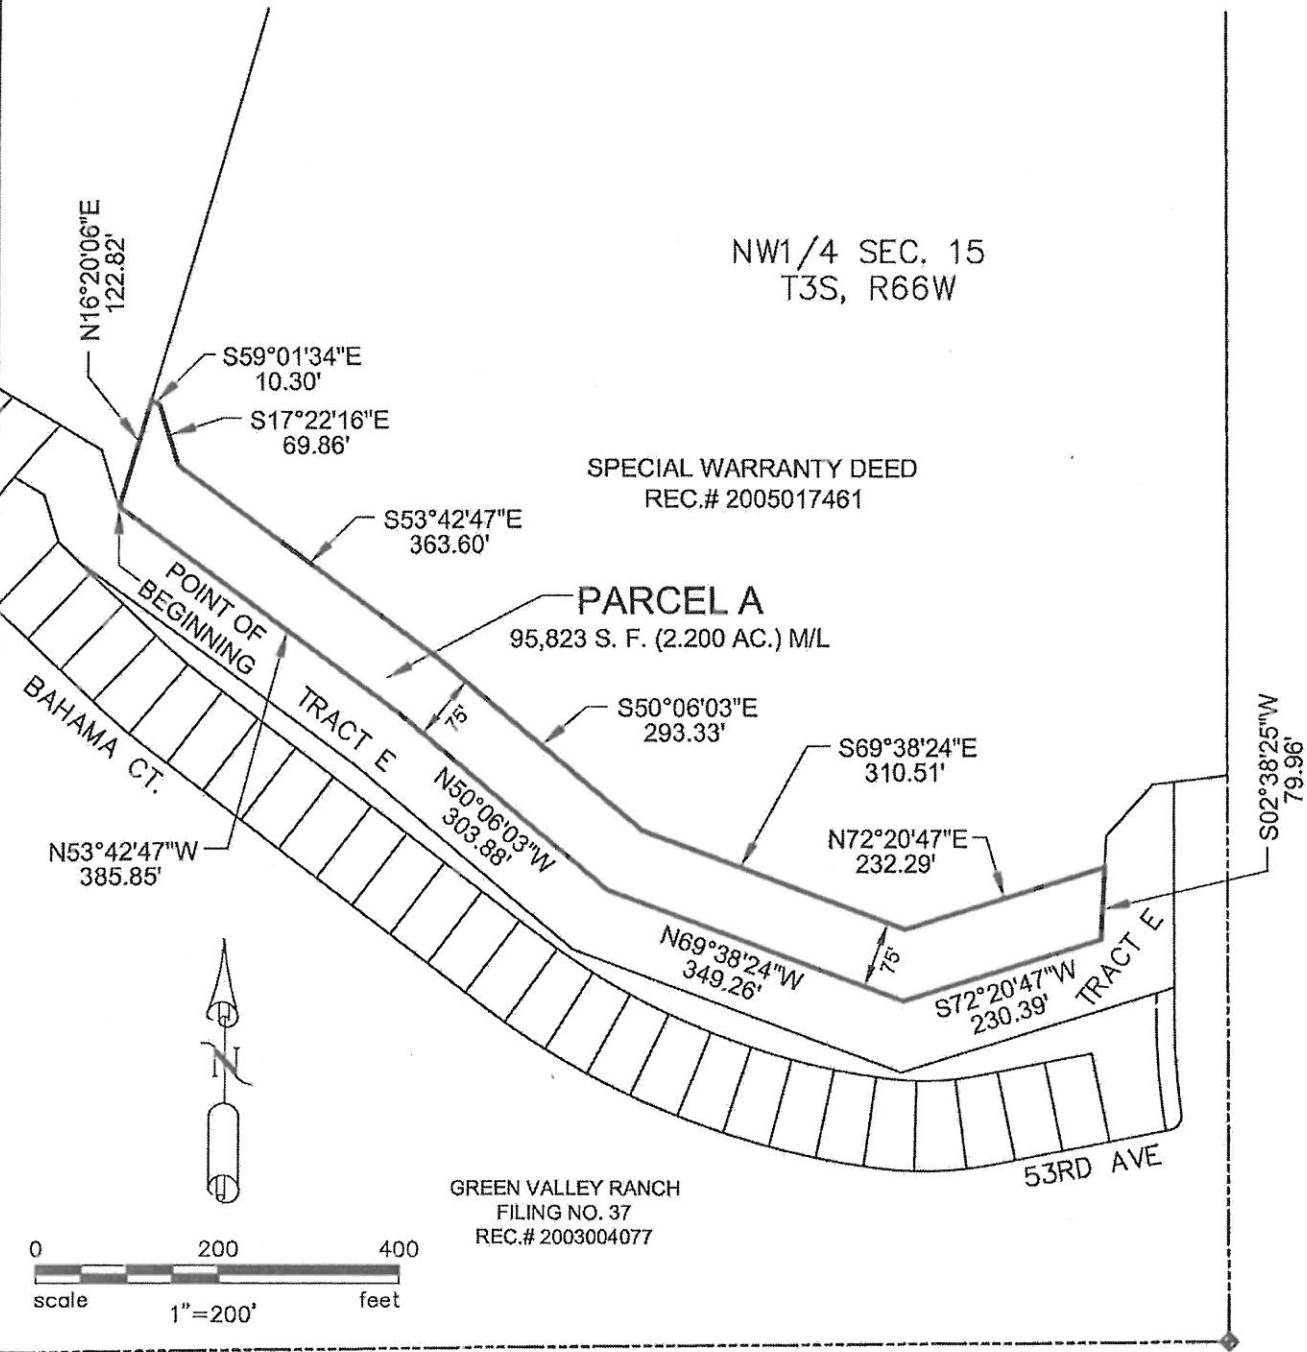 NW1/4 SEC. 15
T3S, R66W
N16°20'06"E
122.82'
S59°01'34"E
10.30'
S17°22'16"E
69.86'
SPECIAL WARRANTY DEED
REC.# 2005017461
S53°42'47"E
363.60'
POINT OF
BEGINNING
PARCEL A
95,823 S. F. (2.200 AC.) M/L
TRACT E
BAHAMA CT.
75'
S50°06'03"E
293.33'
S69°38'24"E
310.51'
S02°38'25"W
79.96'
N53°42'47"W
385.85'
N50°06'03"W
303.88'
N72°20'47"E
232.29'
N69°38'24"W
349.26'
75'
S72°20'47"W
230.39'
TRACT E
N
53RD AVE
GREEN VALLEY RANCH
FILING NO. 37
REC.# 2003004077
0 200 400
scale feet
1"=200'